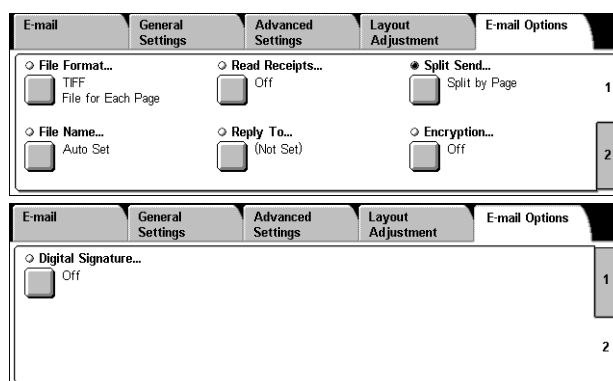 E-mail
General Settings
Advanced Settings
Layout Adjustment
E-mail Options
File Format...
TIFF
File for Each Page
Read Receipts...
Off
Split Send...
Split by Page
1
File Name...
Auto Set
Reply To...
(Not Set)
Encryption...
Off
2
E-mail
General Settings
Advanced Settings
Layout Adjustment
E-mail Options
Digital Signature...
Off
1
2